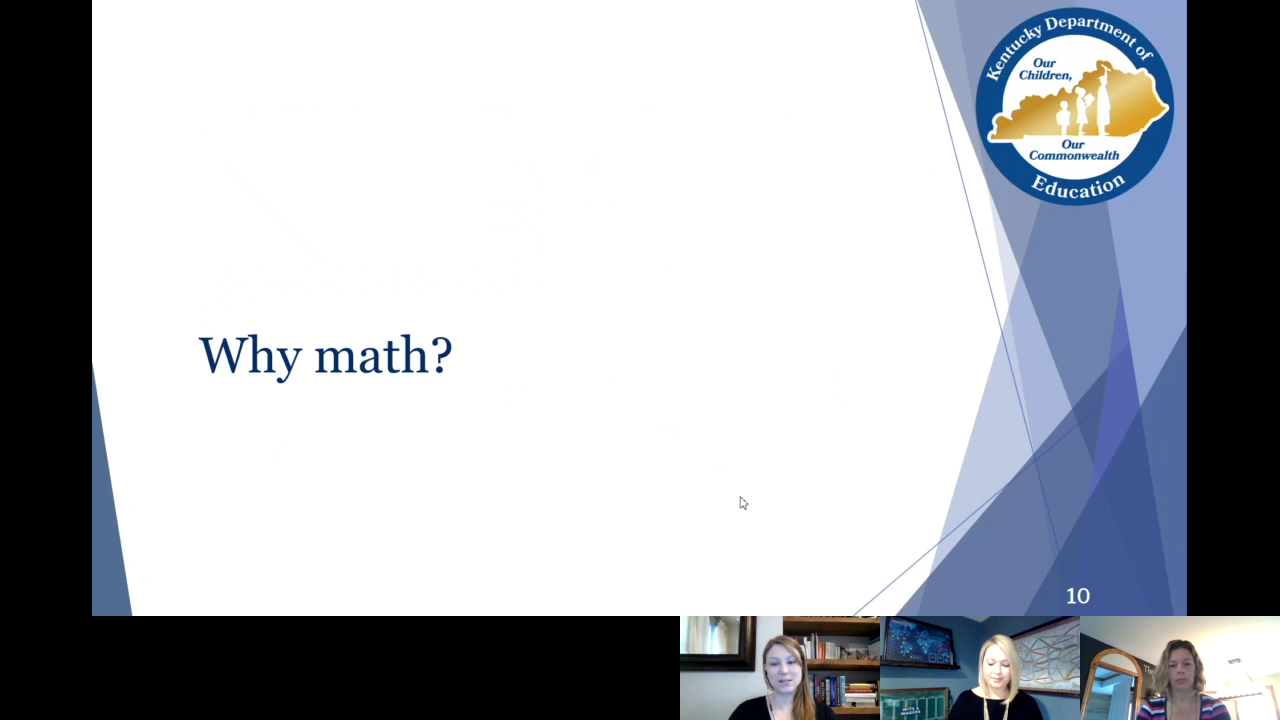 Kentucky Department of
Our
Children,
Our
Commonwealth
Education
Why math?
10